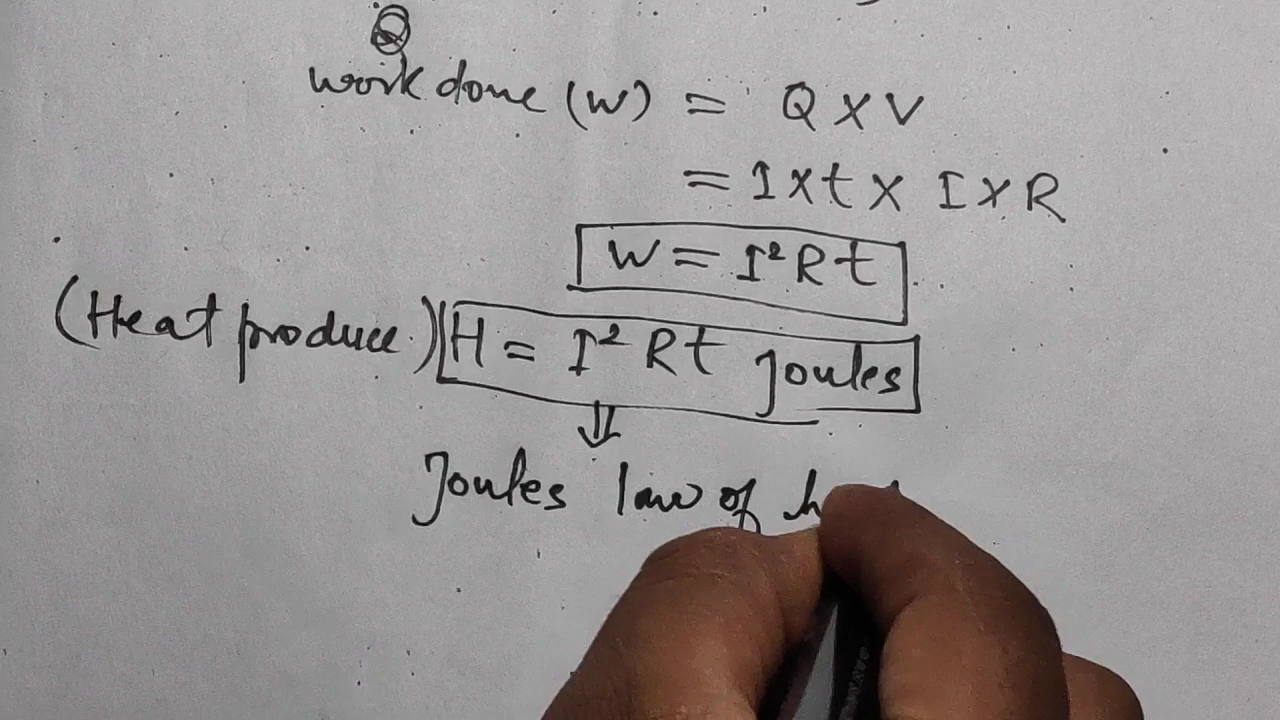 Work done (W) = Q X V
= I X t X I X R
W = I²Rt
(Heat produce.) H = I² Rt Joules
⇓
Joules law of